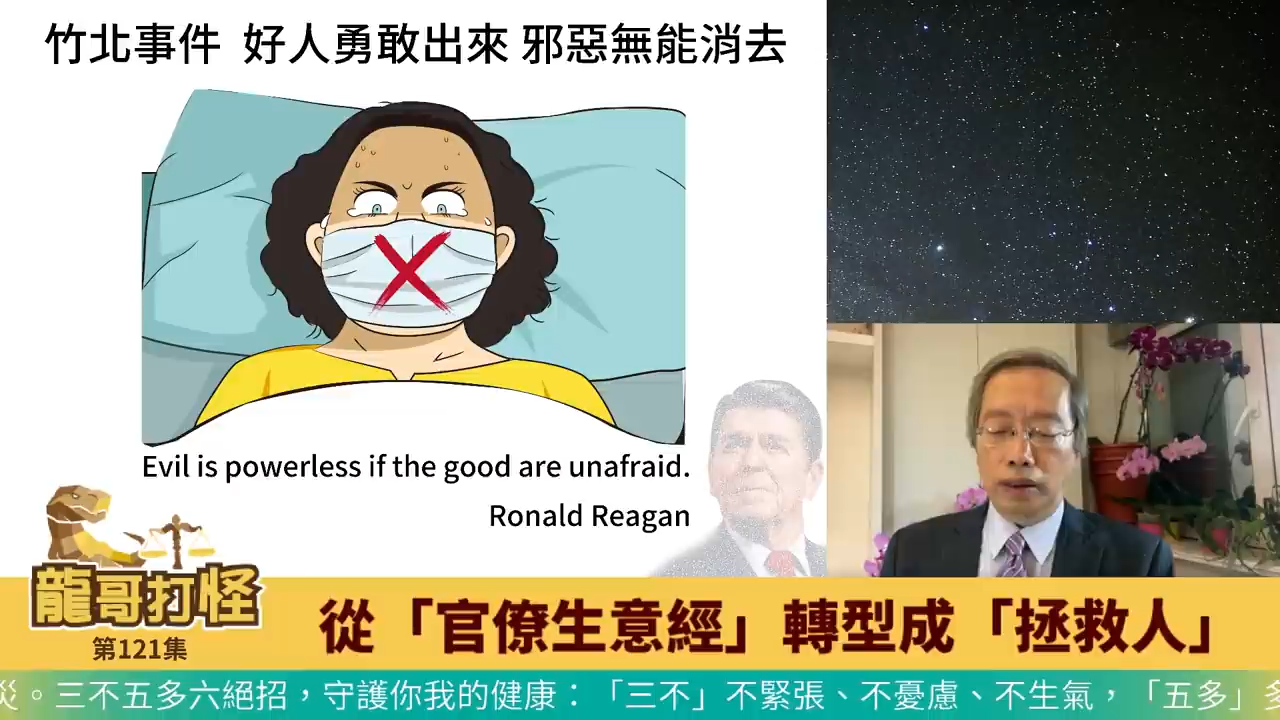 竹北事件 好人勇敢出來 邪惡無能消去
Evil is powerless if the good are unafraid.
Ronald Reagan
龍哥打怪
第121集
從「官僚生意經」轉型成「拯救人」
災。三不五多六絕招，守護你我的健康：「三不」不緊張、不憂慮、不生氣，「五多」多